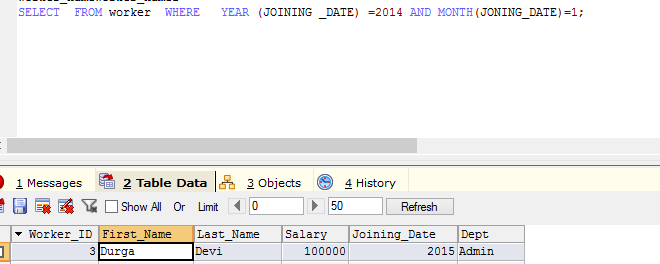 SELECT FROM worker WHERE YEAR (JOINING _DATE) =2014 AND MONTH(JONING_DATE)=1;
1 Messages 2 Table Data 3 Objects 4 History
Show All Or Limit 0 50 Refresh
Worker_ID First_Name Last_Name Salary Joining_Date Dept
3 Durga Devi 100000 2015 Admin